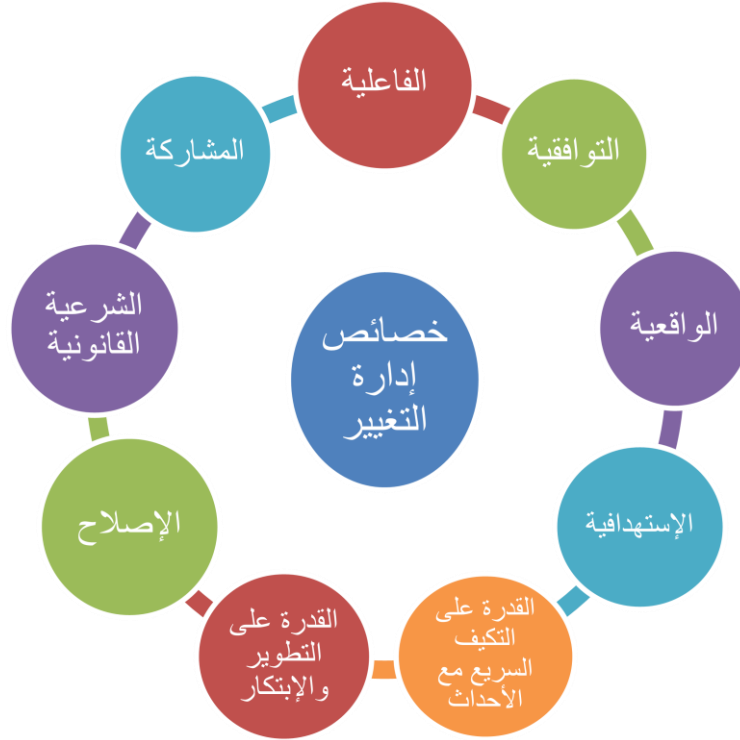 الفاعلية
التوافقية
الواقعية
الإستهدافية
القدرة على
التكيف
السريع مع
الأحداث
القدرة على
التطوير
والإبتكار
الإصلاح
الشرعية
القانونية
المشاركة
خصائص
إدارة
التغيير